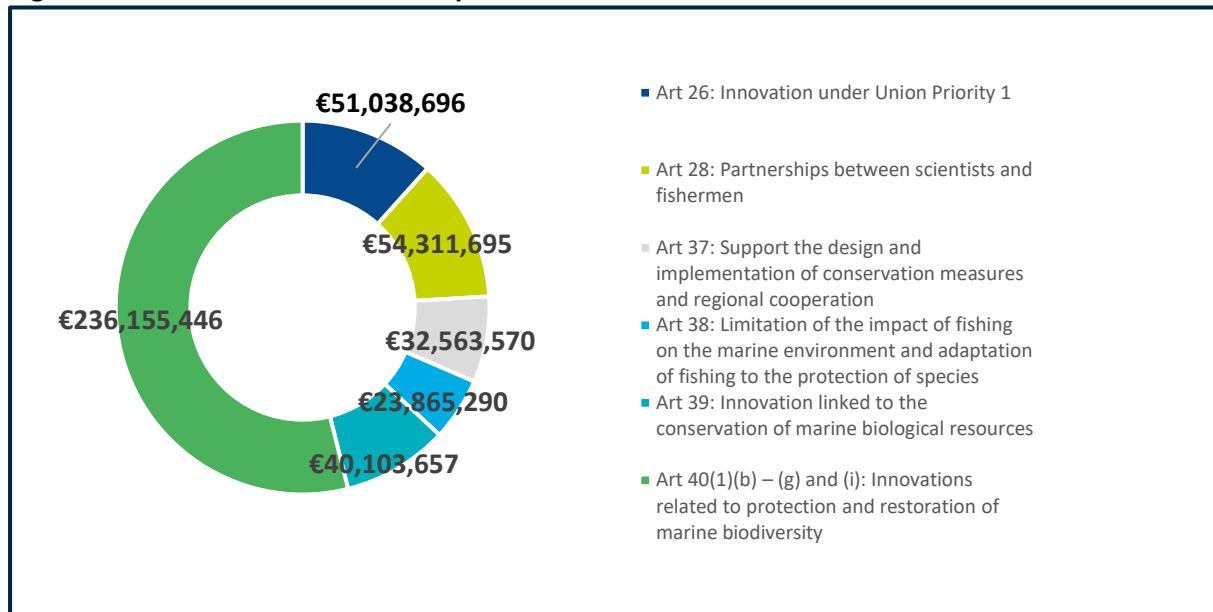 €51,038,696
€54,311,695
€32,563,570
€23,865,290
€40,103,657
€236,155,446
Art 26: Innovation under Union Priority 1
Art 28: Partnerships between scientists and
fishermen
Art 37: Support the design and
implementation of conservation measures
and regional cooperation
Art 38: Limitation of the impact of fishing
on the marine environment and adaptation
of fishing to the protection of species
Art 39: Innovation linked to the
conservation of marine biological resources
Art 40(1)(b) – (g) and (i): Innovations
related to protection and restoration of
marine biodiversity